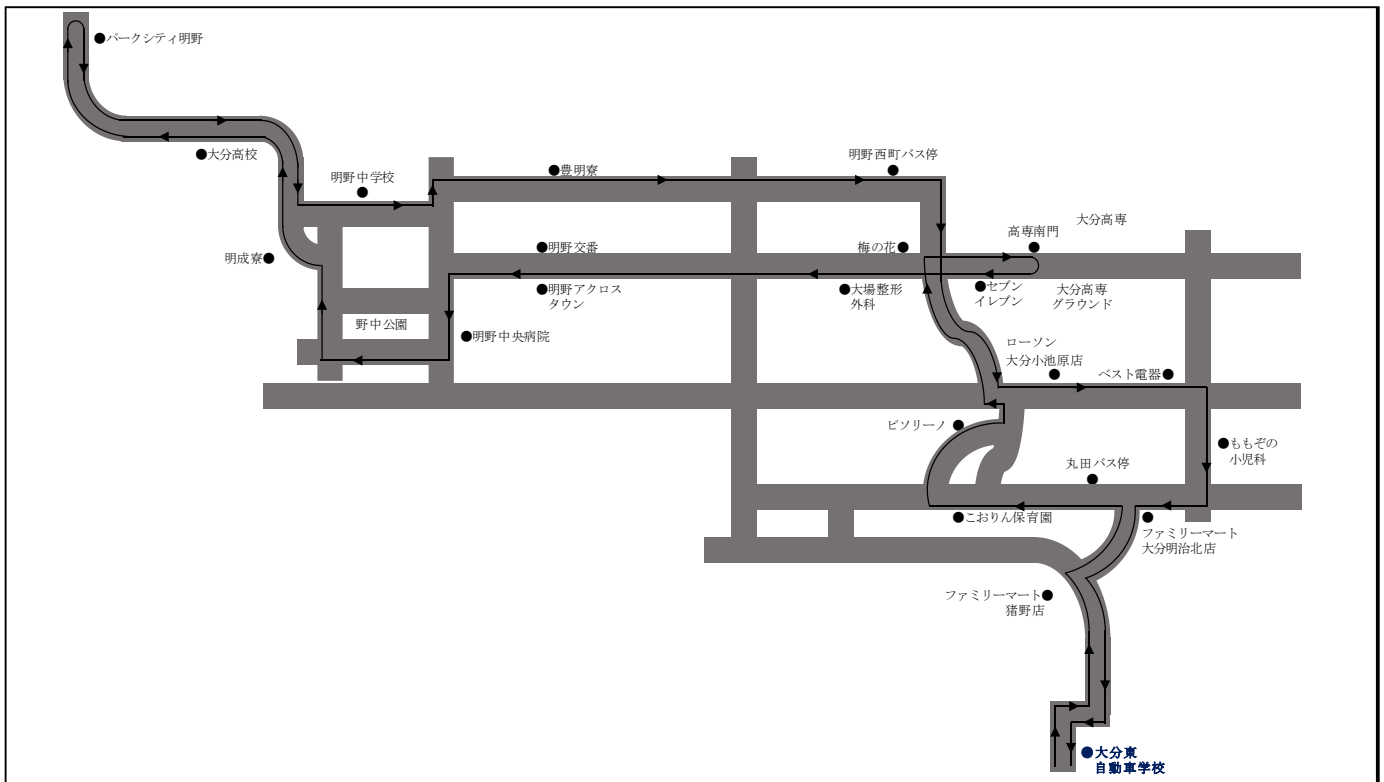 パークシティ明野
大分高校
明野中学校
豊明寮
明野西町バス停
大分高専
高専南門
梅の花
明野交番
明成寮
明野アクロス
タウン
大場整形
外科
セブン
イレブン
大分高専
グラウンド
野中公園
明野中央病院
ローソン
大分小池原店
ベスト電器
ピソリーノ
ももぞの
小児科
丸田バス停
こおりん保育園
ファミリーマート
大分明治北店
ファミリーマート
猪野店
大分東
自動車学校